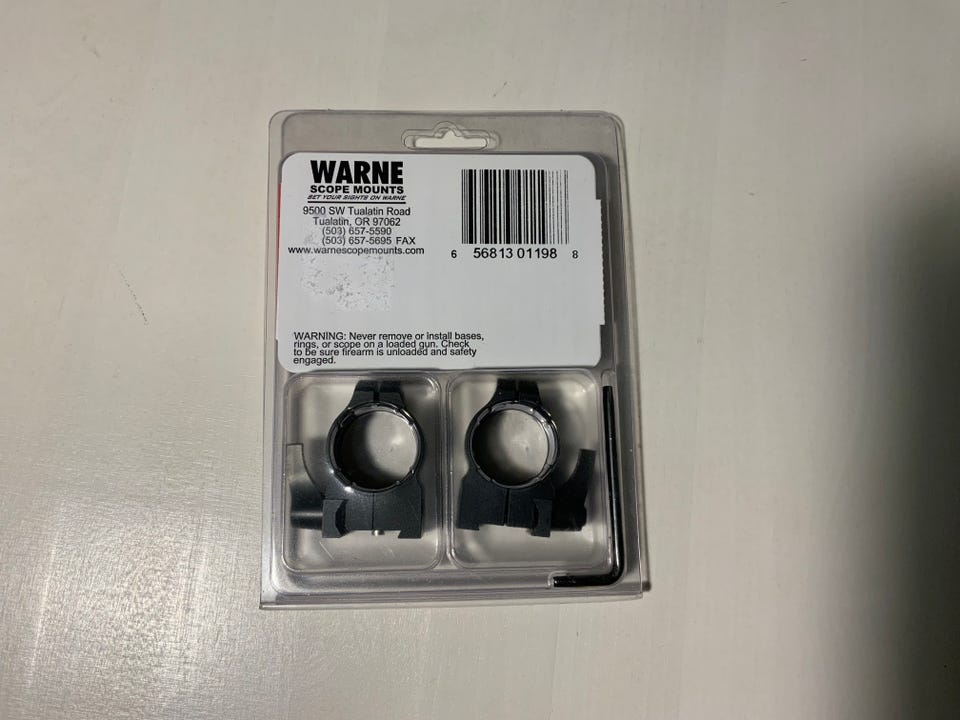 WARNE
SCOPE MOUNTS
SET YOUR SIGHTS ON WARNE
9500 SW Tualatin Road
Tualatin, OR 97062
(503) 657-5590
(503) 657-5695 FAX
www.warnescopemounts.com
6 56813 01198 8
WARNING: Never remove or install bases,
rings, or scope on a loaded gun. Check
to be sure firearm is unloaded and safety
engaged.